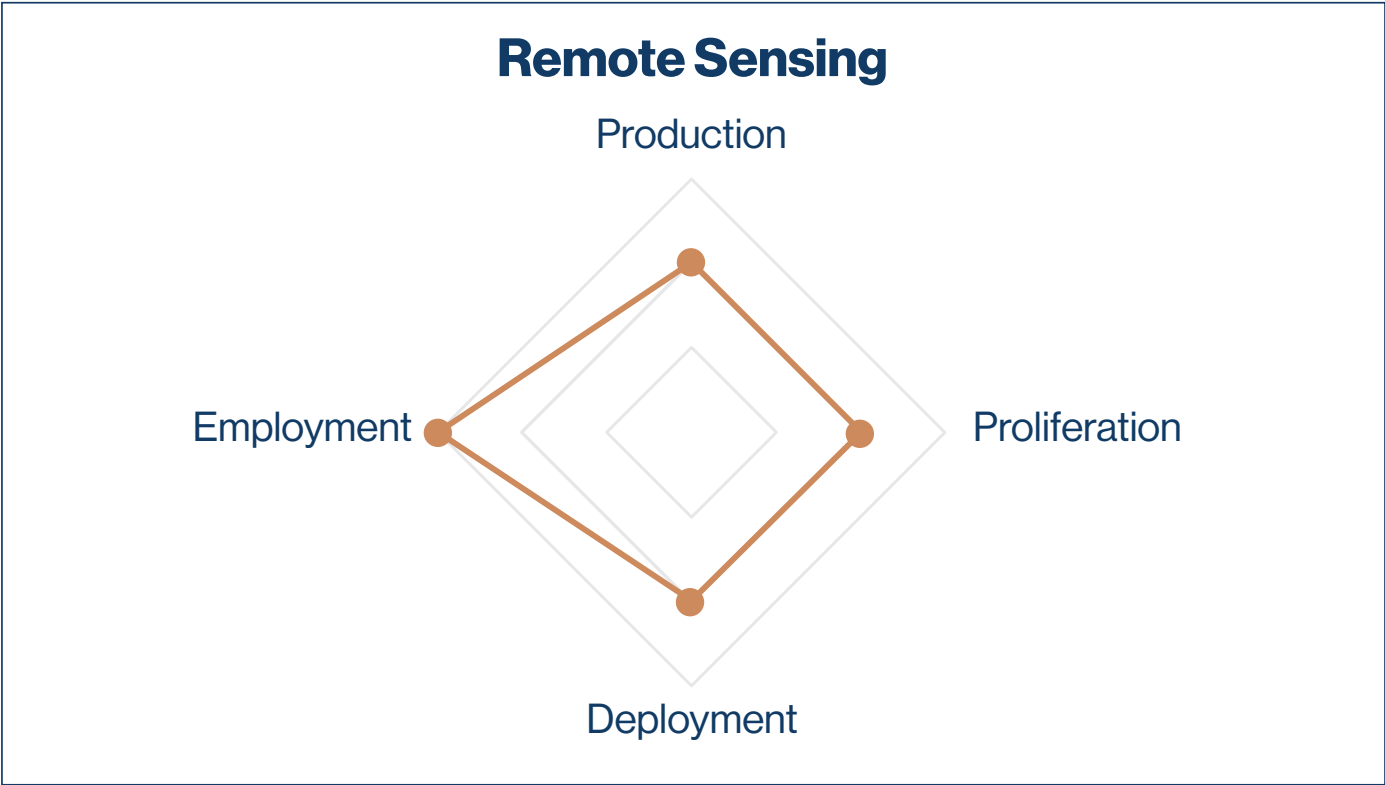 Remote Sensing
Production
Employment
Proliferation
Deployment